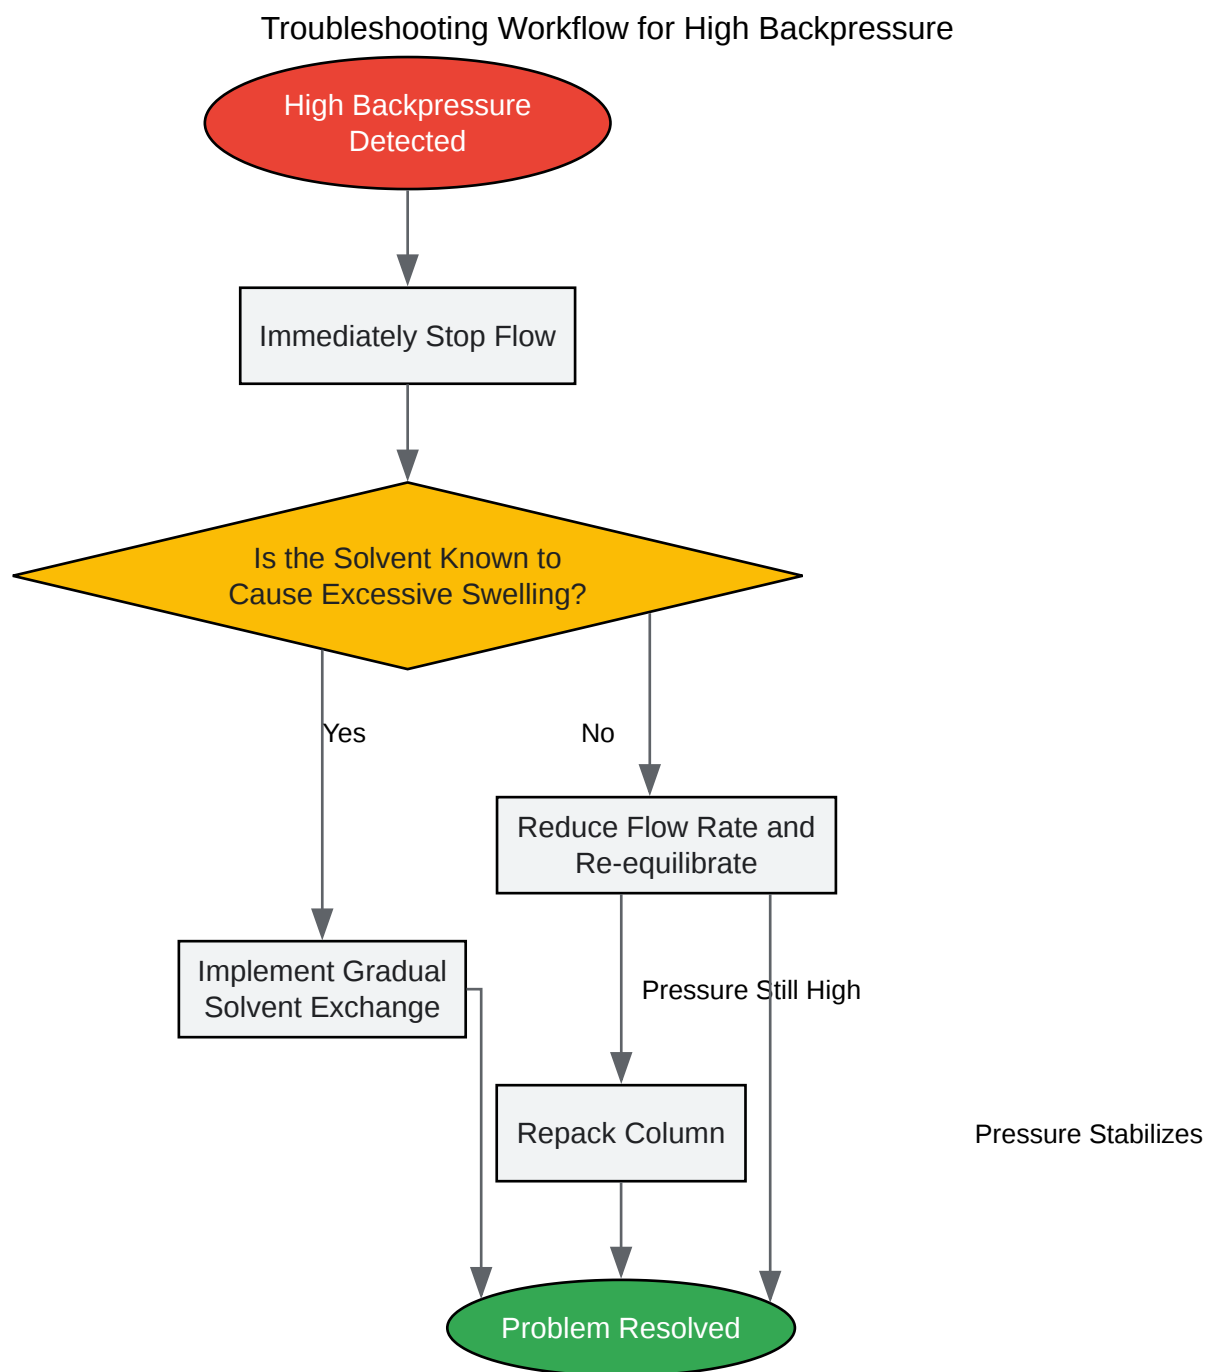 Troubleshooting Workflow for High Backpressure
High Backpressure
Detected
Immediately Stop Flow
Is the Solvent Known to
Cause Excessive Swelling?
Yes
No
Reduce Flow Rate and
Re-equilibrate
Implement Gradual
Solvent Exchange
Pressure Still High
Repack Column
Pressure Stabilizes
Problem Resolved